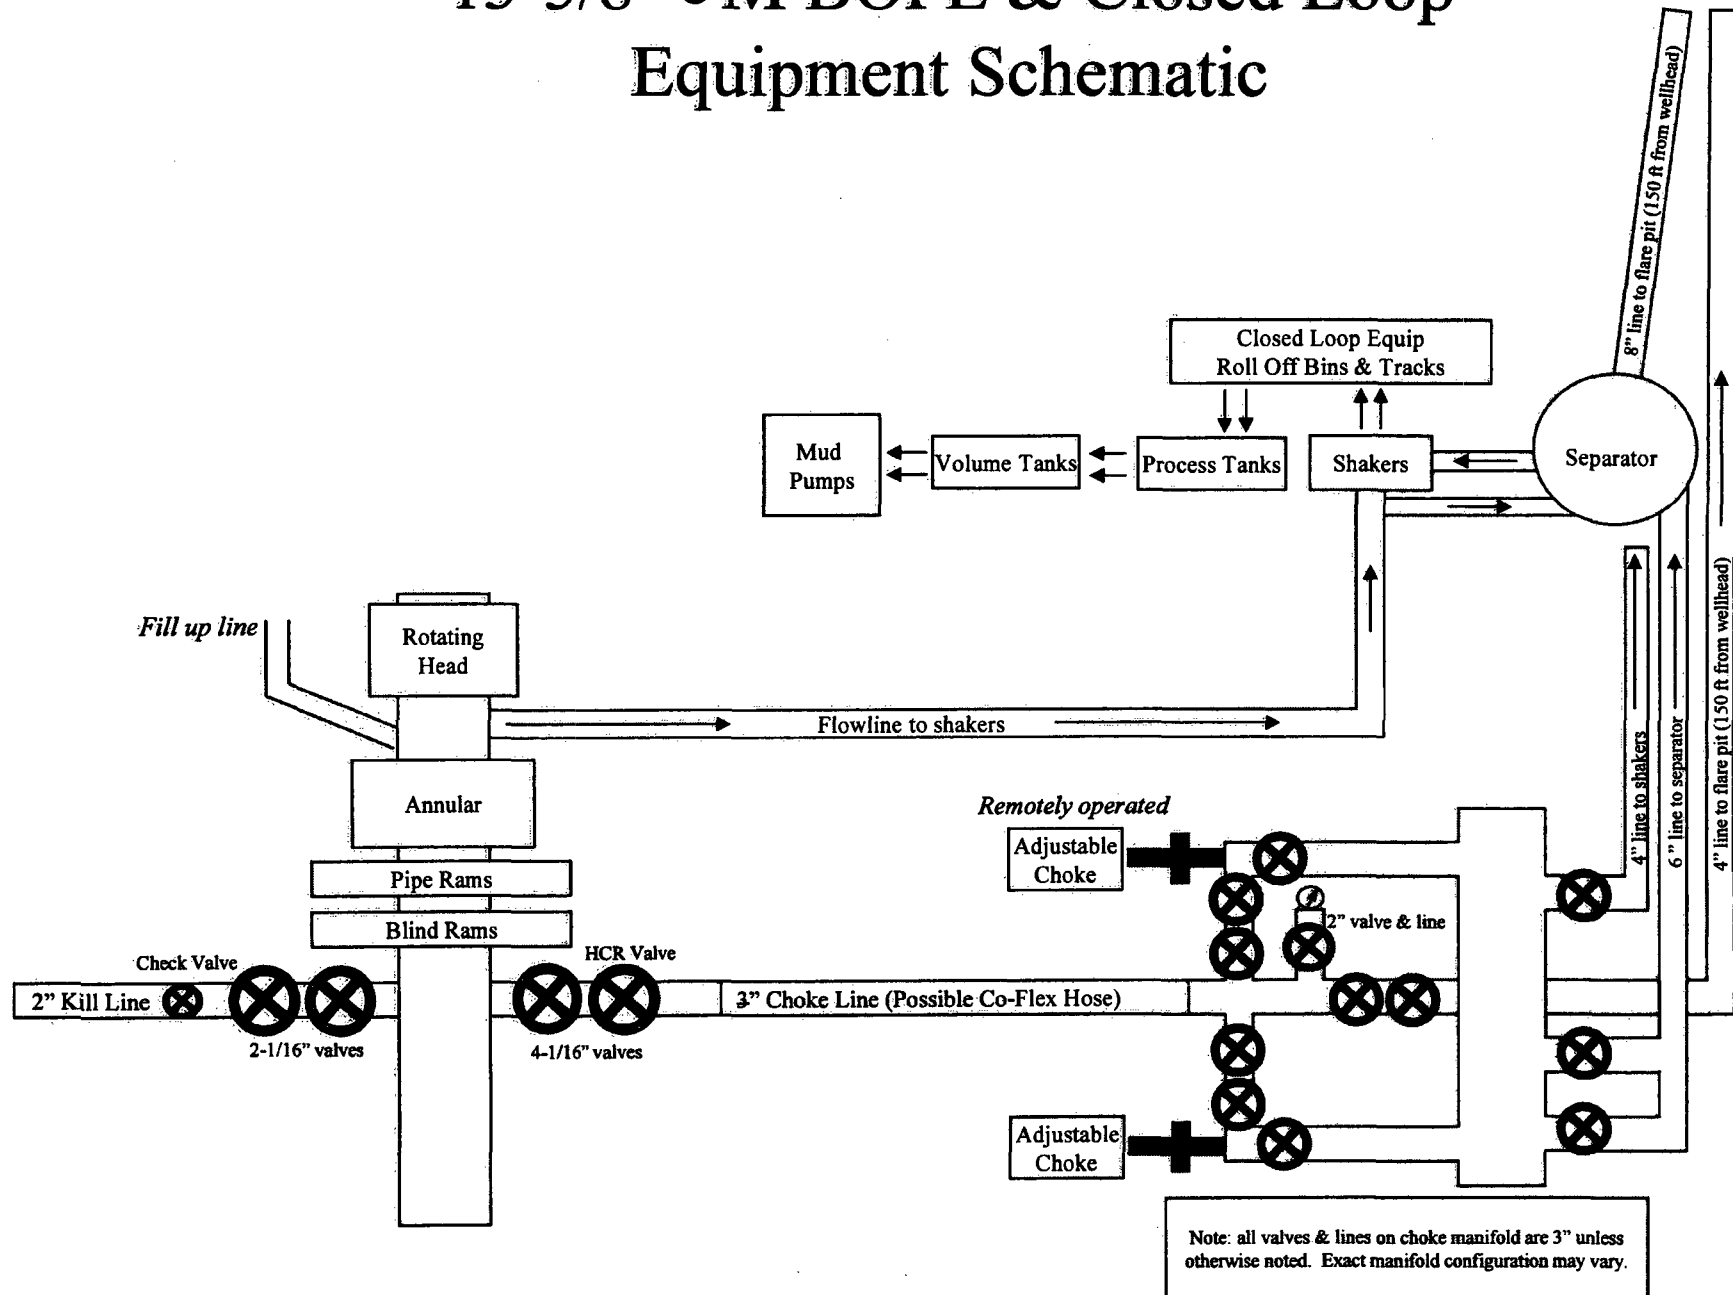 & Closed Loop
Equipment Schematic
8” line to flare pit (150 ft from wellhead)
Closed Loop Equip
Roll Off Bins & Tracks
Mud
Pumps
Volume Tanks
Process Tanks
Shakers
Separator
Fill up line
Rotating
Head
Flowline to shakers
Annular
Pipe Rams
Blind Rams
Remotely operated
Adjustable
Choke
2” valve & line
4” line to shakers
6” line to separator
4” line to flare pit (150 ft from wellhead)
Check Valve
HCR Valve
2” Kill Line
3” Choke Line (Possible Co-Flex Hose)
2-1/16” valves
4-1/16” valves
Adjustable
Choke
Note: all valves & lines on choke manifold are 3” unless
otherwise noted. Exact manifold configuration may vary.